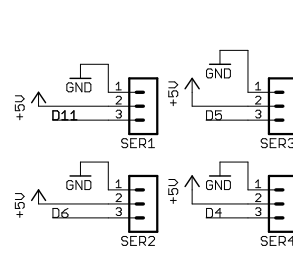 GND 1
+5V 2
D11 3
SER1
GND 1
+5V 2
D5 3
SER3
GND 1
+5V 2
D6 3
SER2
GND 1
+5V 2
D4 3
SER4